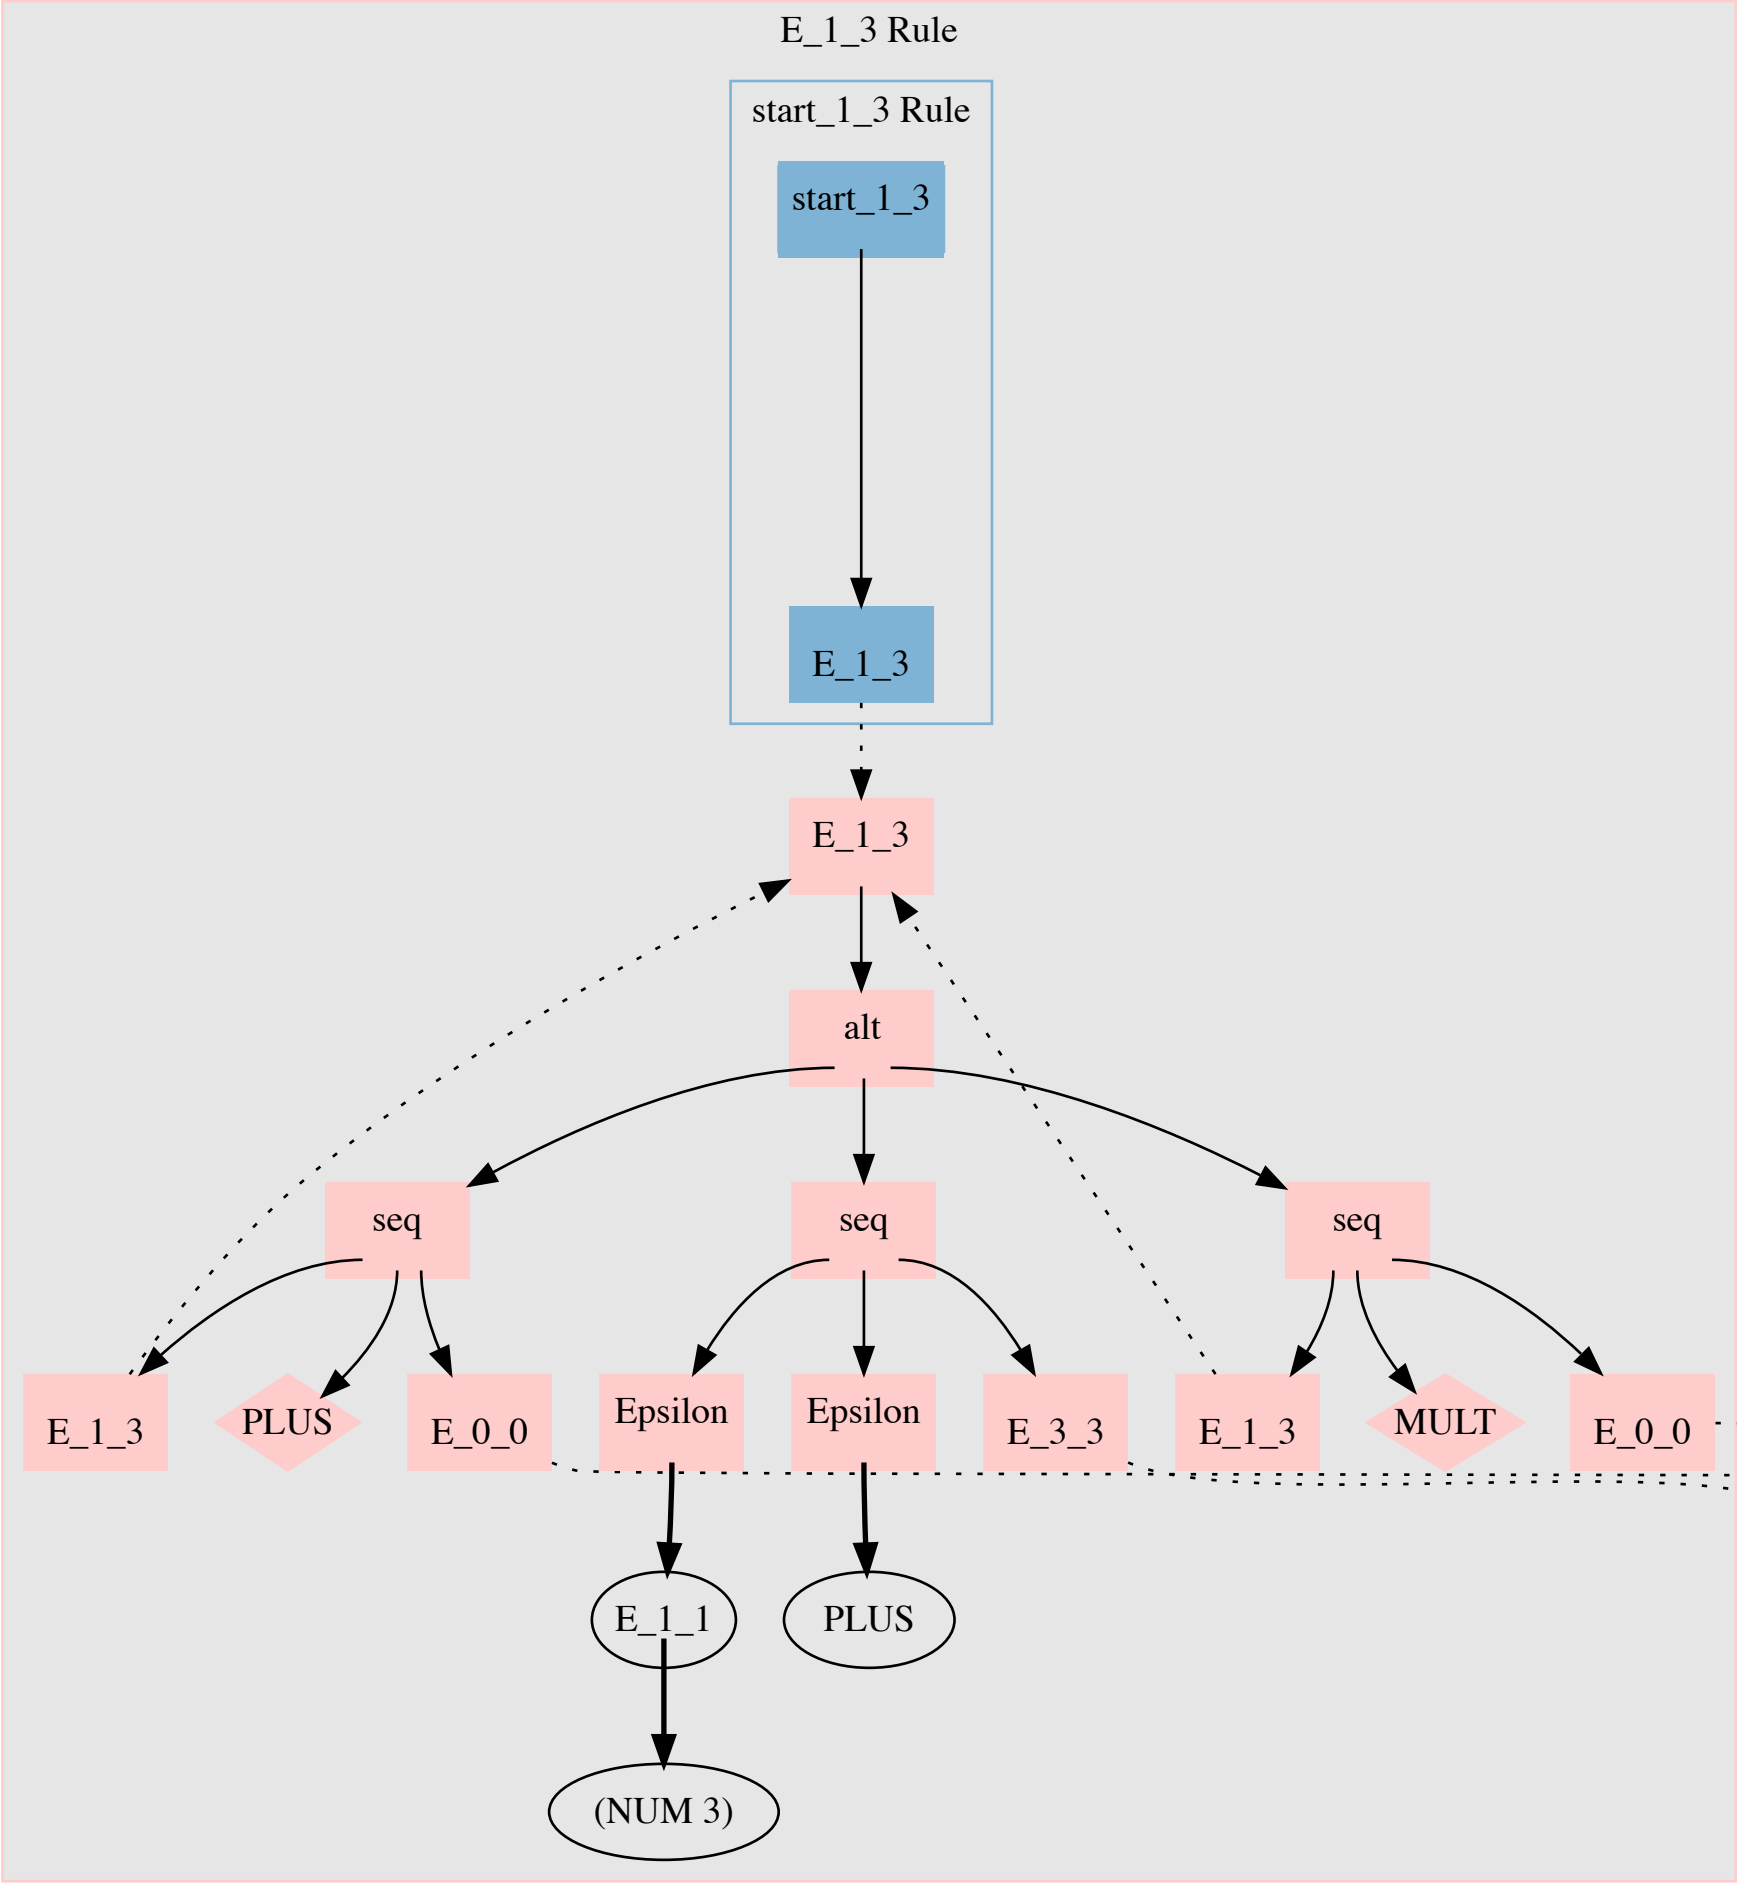 E_1_3 Rule
start_1_3 Rule
start_1_3
E_1_3
E_1_3
alt
seq
seq
seq
E_1_3
PLUS
E_0_0
Epsilon
Epsilon
E_3_3
E_1_3
MULT
E_0_0
E_1_1
PLUS
(NUM 3)